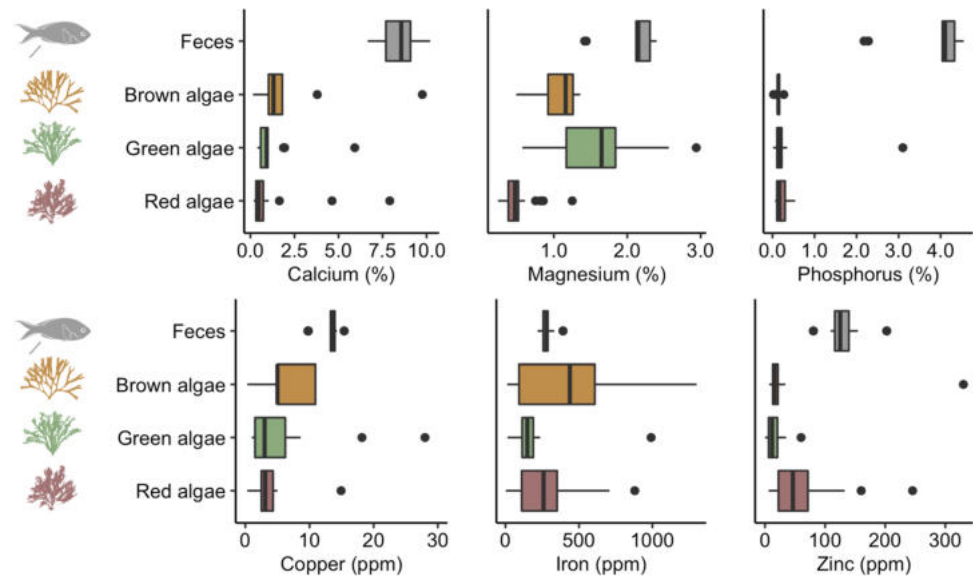 Feces
Brown algae
Green algae
Red algae
0.0 2.5 5.0 7.5 10.0
Calcium (%)
1.0 2.0 3.0
Magnesium (%)
0.0 1.0 2.0 3.0 4.0
Phosphorus (%)
Feces
Brown algae
Green algae
Red algae
0 10 20 30
Copper (ppm)
0 500 1000
Iron (ppm)
0 100 200 300
Zinc (ppm)